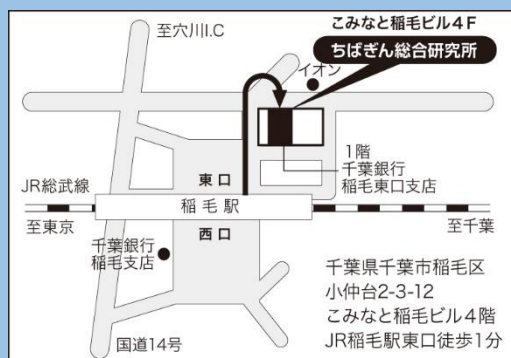 こみなと稲毛ビル4F
ちばぎん総合研究所
至穴川I.C
イオン
1階
千葉銀行
稲毛東口支店
JR総武線
東口
稲毛駅
西口
至東京
至千葉
千葉銀行
稲毛支店
国道14号
千葉県千葉市稲毛区
小仲台2-3-12
こみなと稲毛ビル4階
JR稲毛駅東口徒歩1分